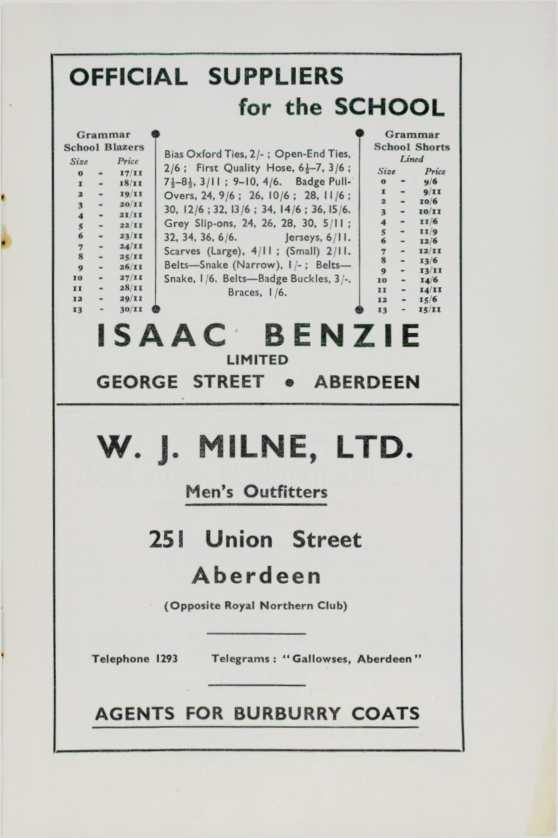 OFFICIAL SUPPLIERS
for the SCHOOL
Grammar
School Blazers
Size Price
0 - 17/11
1 - 18/11
2 - 19/11
3 - 20/11
4 - 21/11
5 - 22/11
6 - 23/11
7 - 24/11
8 - 25/11
9 - 26/11
10 - 27/11
11 - 28/11
12 - 29/11
13 - 30/11
Bias Oxford Ties, 2/- ; Open-End Ties,
2/6 ; First Quality Hose, 6½–7, 3/6 ;
7½–8½, 3/11 ; 9–10, 4/6. Badge Pull-
Overs, 24, 9/6 ; 26, 10/6 ; 28, 11/6 ;
30, 12/6 ; 32, 13/6 ; 34, 14/6 ; 36, 15/6.
Grey Slip-ons, 24, 26, 28, 30, 5/11 ;
32, 34, 36, 6/6. Jerseys, 6/11.
Scarves (Large), 4/11 ; (Small) 2/11.
Belts—Snake (Narrow), 1/- ; Belts—
Snake, 1/6. Belts—Badge Buckles, 3/-.
Braces, 1/6.
Grammar
School Shorts
Lined
Size Price
0 - 9/6
1 - 9/11
2 - 10/6
3 - 10/11
4 - 11/6
5 - 11/9
6 - 12/6
7 - 12/11
8 - 13/6
9 - 13/11
10 - 14/6
11 - 14/11
12 - 15/6
13 - 15/11
ISAAC BENZIE
LIMITED
GEORGE STREET • ABERDEEN
W. J. MILNE, LTD.
Men's Outfitters
251 Union Street
Aberdeen
(Opposite Royal Northern Club)
Telephone 1293 Telegrams : "Gallowses, Aberdeen"
AGENTS FOR BURBURRY COATS